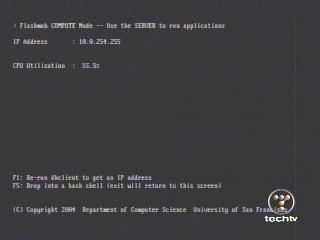 / Flashmob COMPUTE Mode -- Use the SERVER to run applications
IP Address : 10.0.254.255
CPU Utilization : 55.9%
F1: Re-run dhclient to get an IP address
F5: Drop into a bash shell (exit will return to this screen)
(C) Copyright 2004 Department of Computer Science University of San Francisco
techtv